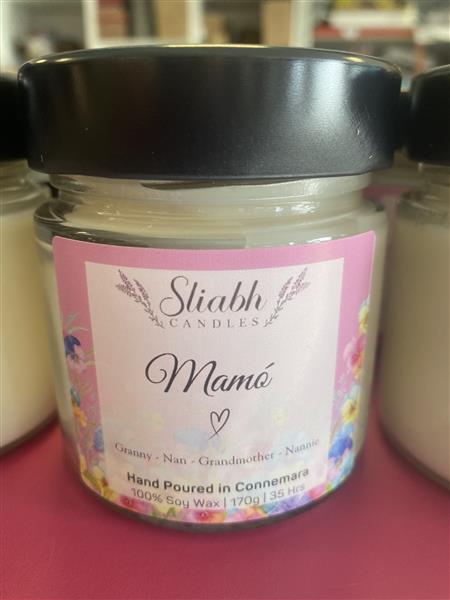 Sliabh
CANDLES
Mamó
Granny - Nan - Grandmother - Nannie
Hand Poured in Connemara
100% Soy Wax | 170g | 35 Hrs